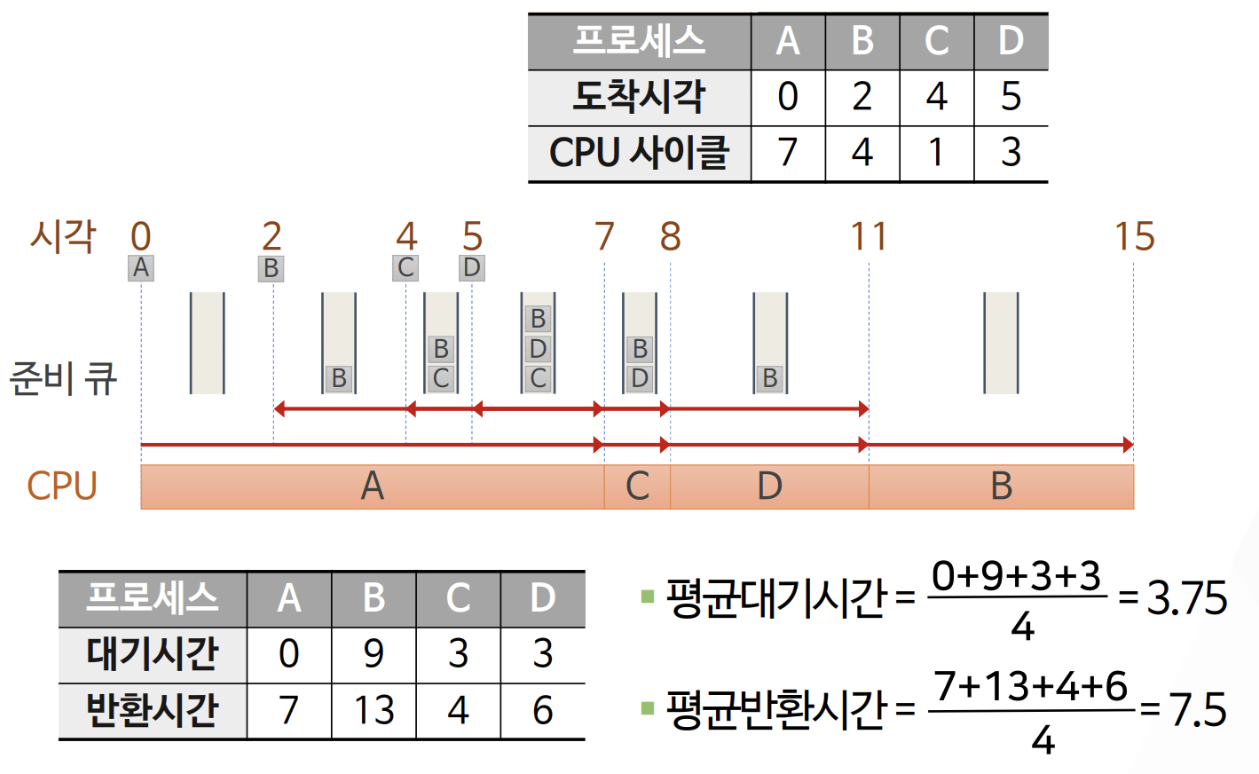 프로세스 A B C D
도착시각 0 2 4 5
CPU 사이클 7 4 1 3
시각 0 2 4 5 7 8 11 15
A B C D
B
B B B
D
준비 큐 B C C D B
CPU A C D B
프로세스 A B C D
대기시간 0 9 3 3
반환시간 7 13 4 6
평균대기시간 = 0+9+3+3 / 4 = 3.75
평균반환시간 = 7+13+4+6 / 4 = 7.5